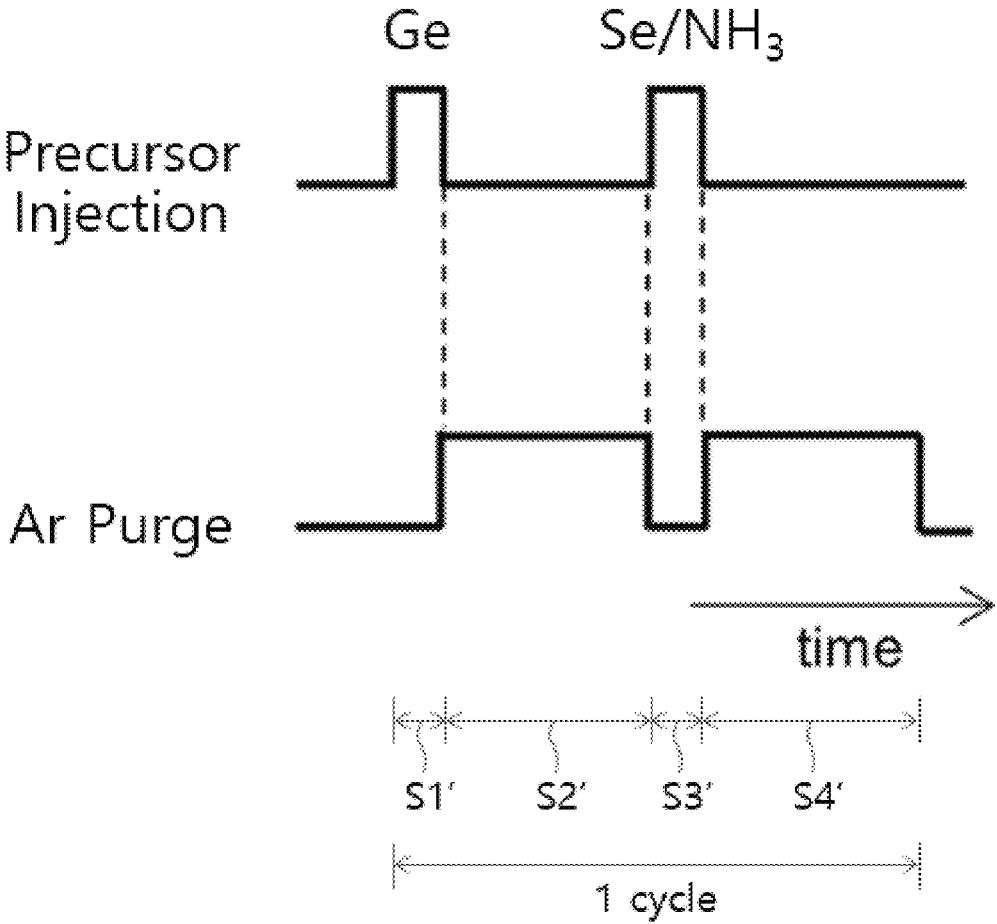 Ge Se/NH₃
Precursor
Injection
Ar Purge
time
S1′ S2′ S3′ S4′
1 cycle